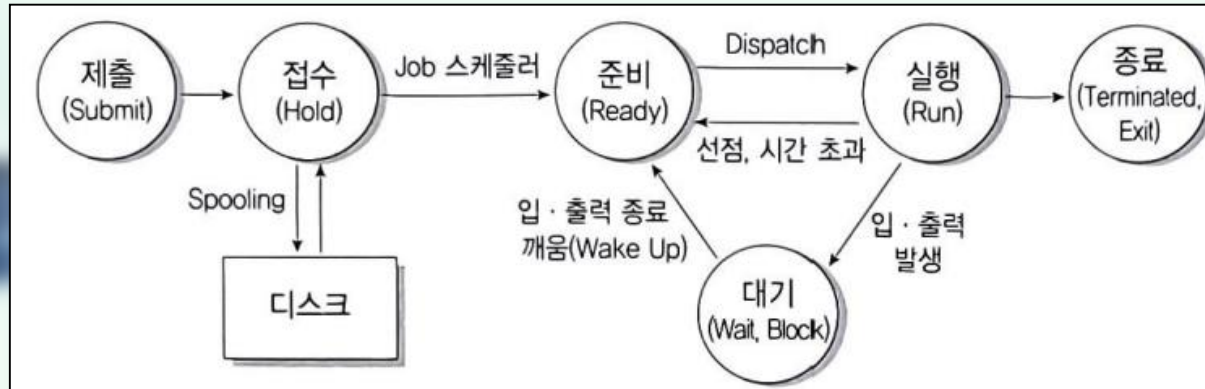 제출
(Submit)
접수
(Hold)
Job 스케줄러
준비
(Ready)
Dispatch
선점, 시간 초과
실행
(Run)
종료
(Terminated,
Exit)
Spooling
디스크
입·출력 종료
깨움(Wake Up)
대기
(Wait, Block)
입·출력
발생